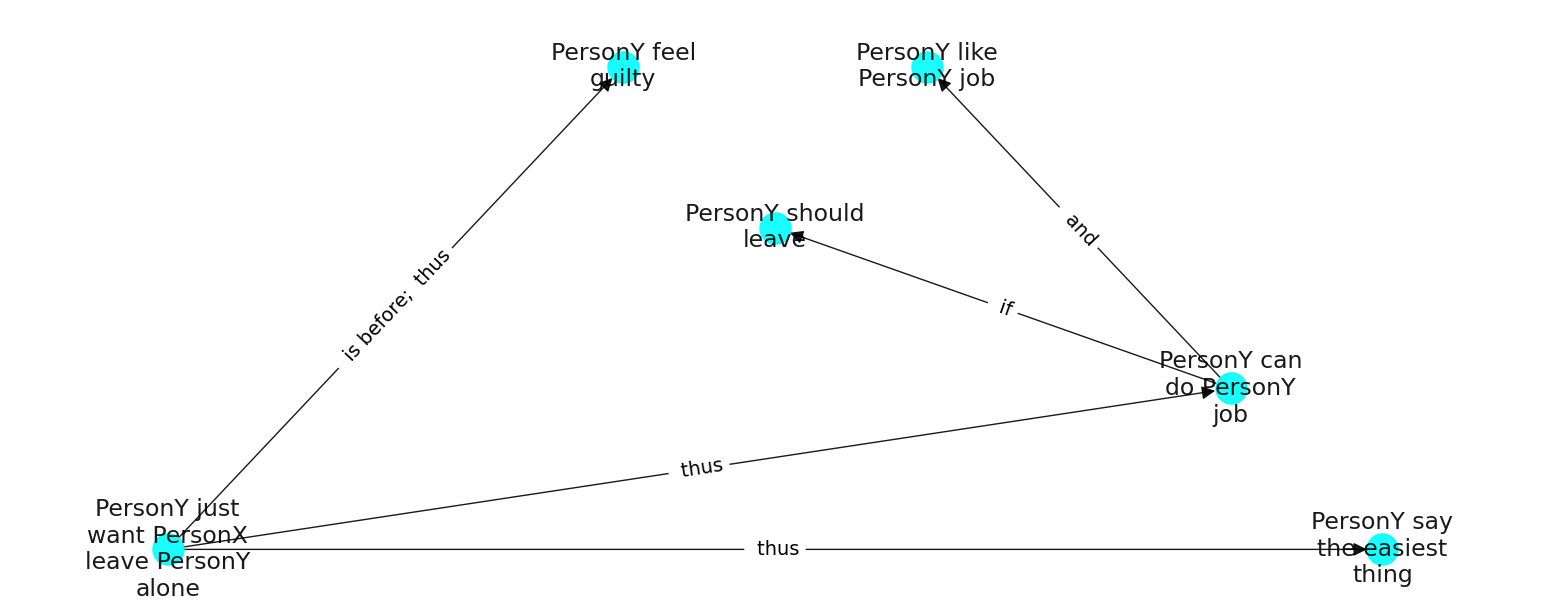 PersonY feel
guilty
PersonY like
PersonY job
PersonY should
leave
and
is before;  thus
if
PersonY can
do PersonY
job
thus
PersonY just
want PersonX
leave PersonY
alone
thus
PersonY say
the easiest
thing